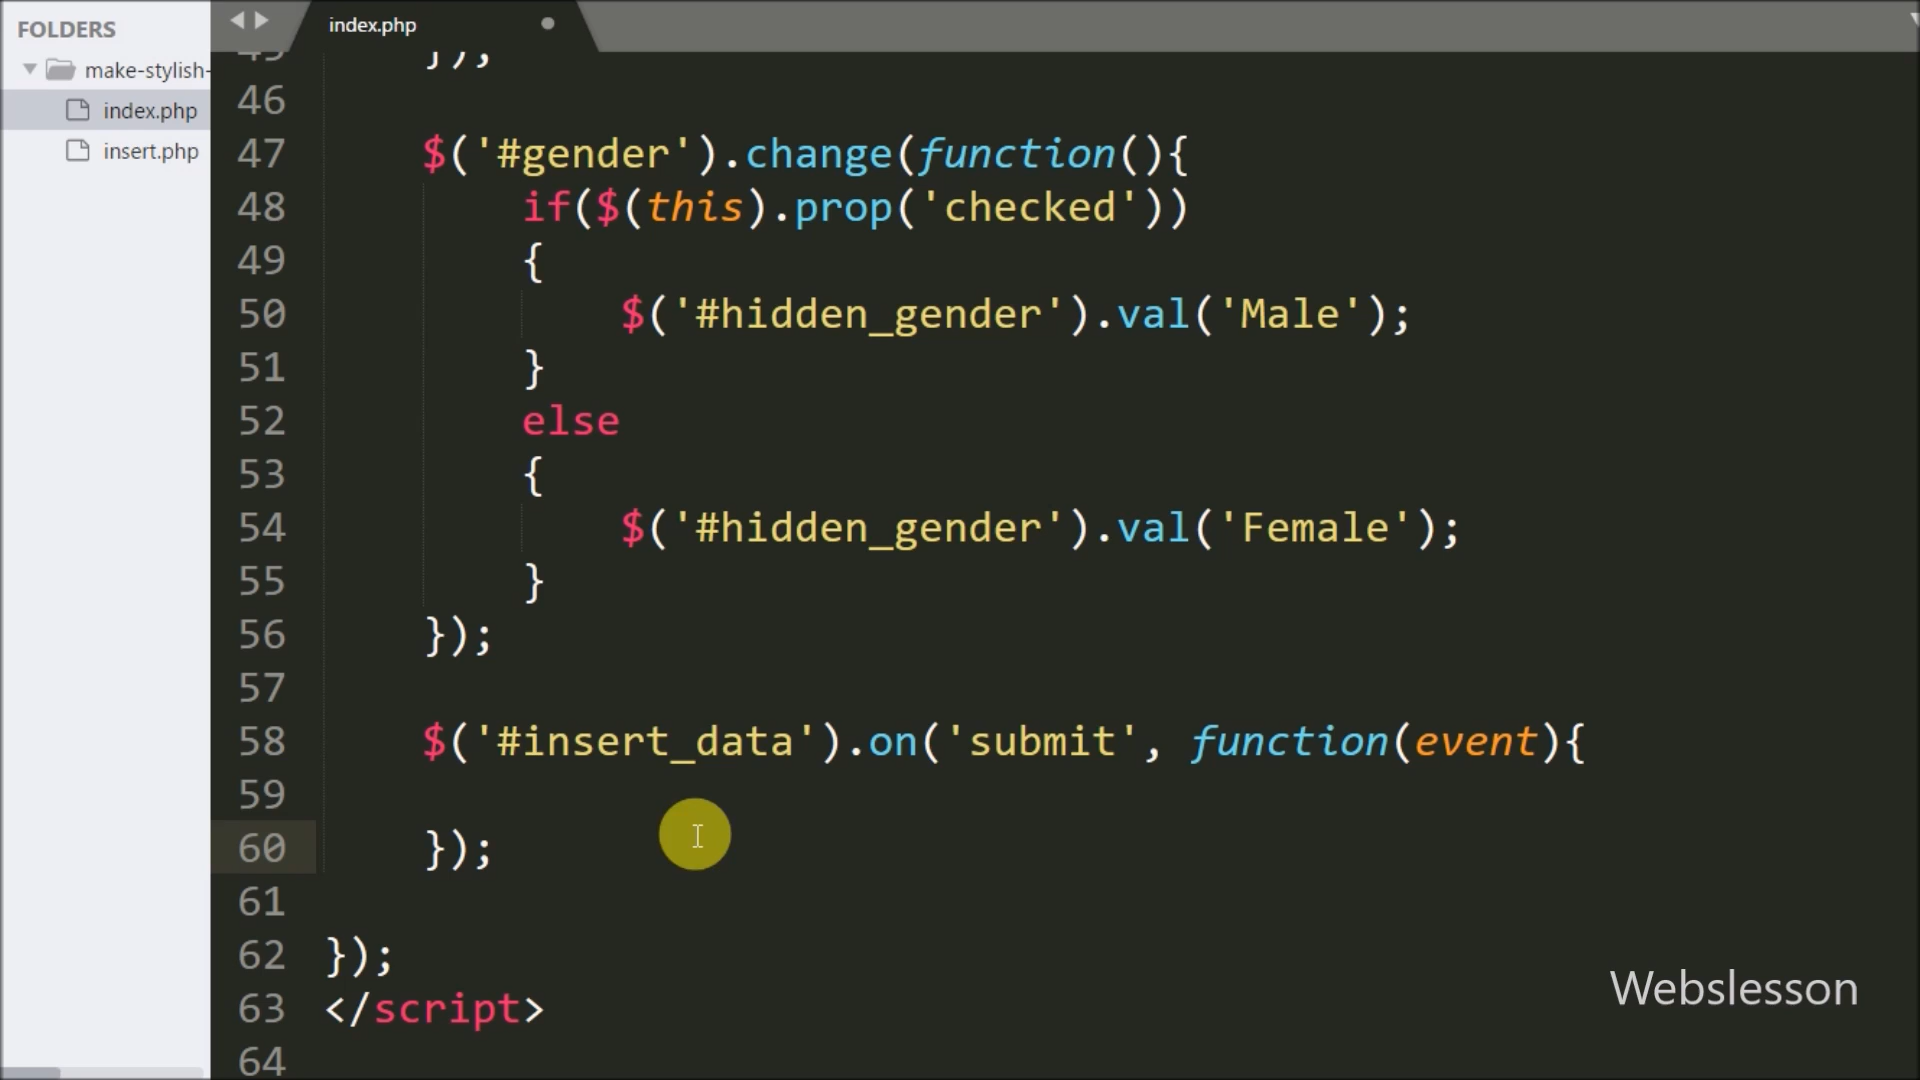 FOLDERS
make-stylish-
index.php
insert.php
index.php
45 });
46
47 $('#gender').change(function(){
48 if($(this).prop('checked'))
49 {
50 $('#hidden_gender').val('Male');
51 }
52 else
53 {
54 $('#hidden_gender').val('Female');
55 }
56 });
57
58 $('#insert_data').on('submit', function(event){
59
60 });
61
62 });
63 </script>
64
Webslesson